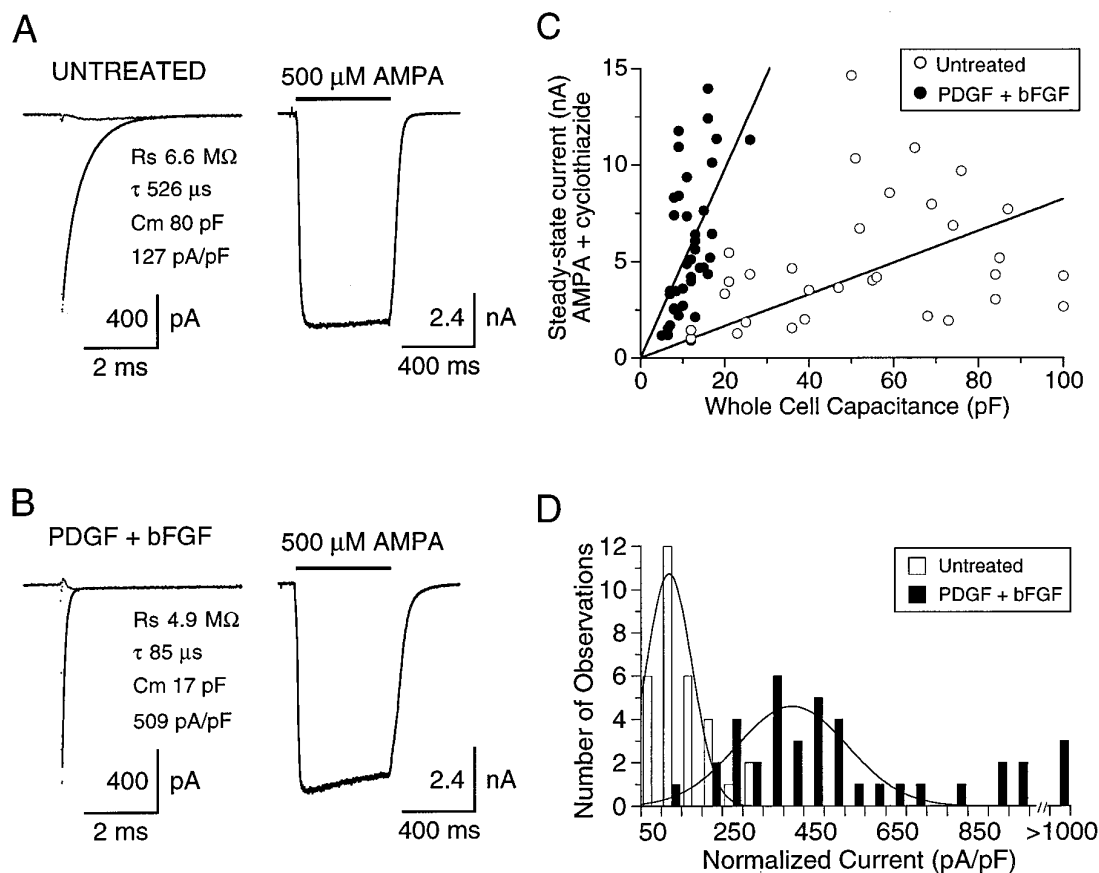 A
UNTREATED
500 μM AMPA
Rs 6.6 MΩ
τ 526 μs
Cm 80 pF
127 pA/pF
400 pA
2 ms
2.4 nA
400 ms
B
PDGF + bFGF
500 μM AMPA
Rs 4.9 MΩ
τ 85 μs
Cm 17 pF
509 pA/pF
400 pA
2 ms
2.4 nA
400 ms
C
Steady-state current (nA)
AMPA + cyclothiazide
15
10
5
0
Untreated
PDGF + bFGF
0 20 40 60 80 100
Whole Cell Capacitance (pF)
D
Number of Observations
12
10
8
6
4
2
0
Untreated
PDGF + bFGF
50 250 450 650 850 >1000
Normalized Current (pA/pF)